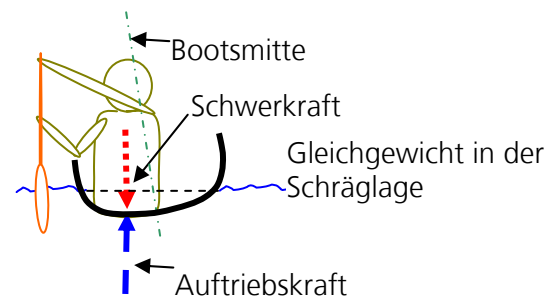 Bootsmitte
Schwerkraft
Gleichgewicht in der
Schräglage
Auftriebskraft